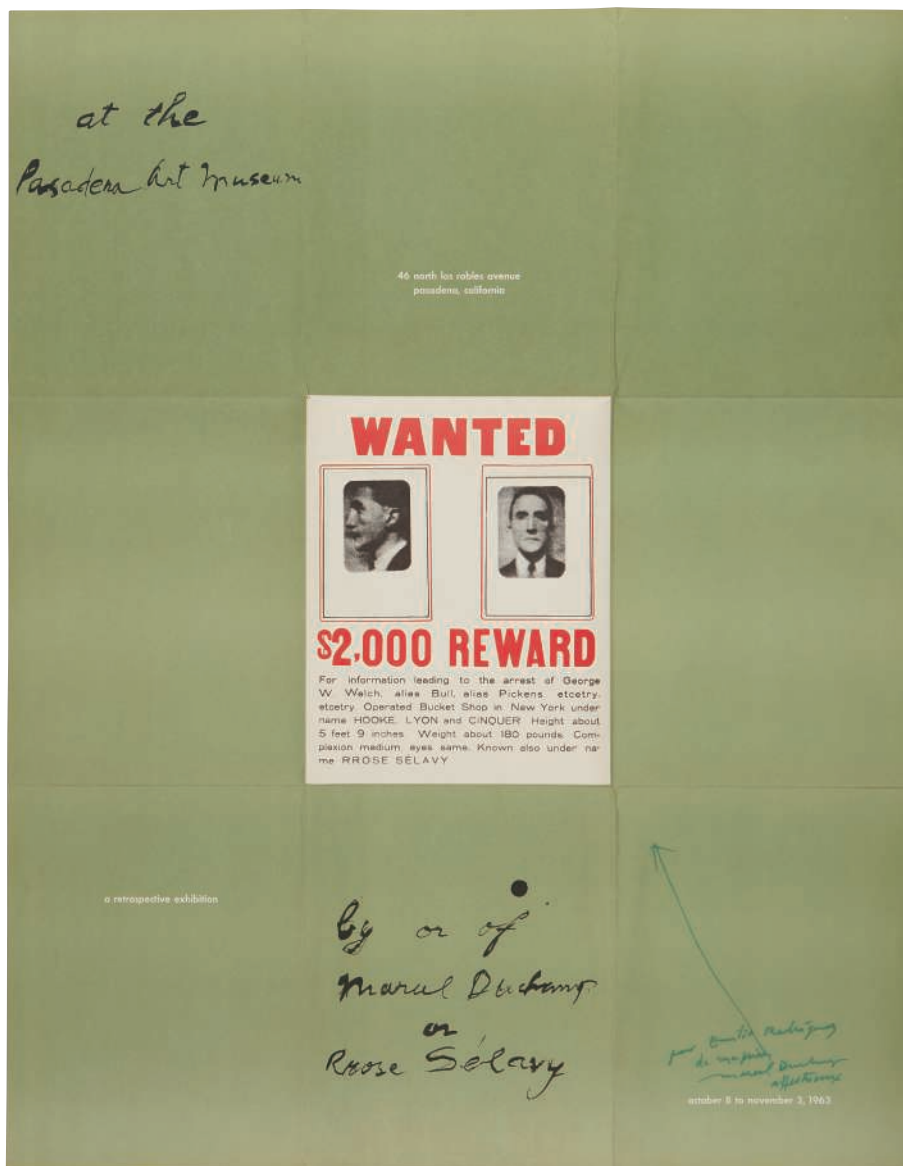 at the
Pasadena Art Museum
46 north los robles avenue
pasadena, california
WANTED
$2,000 REWARD
For information leading to the arrest of George
W. Welch, alias Bull, alias Pickens etcetry,
etcetry. Operated Bucket Shop in New York under
name HOOKE, LYON and CINQUER Height about
5 feet 9 inches Weight about 180 pounds. Com-
plexion medium, eyes same. Known also under na-
me RROSE SÉLAVY
a retrospective exhibition
by or of
Marcel Duchamp
or
Rrose Sélavy
Marcel Duchamp
october 8 to november 3, 1963